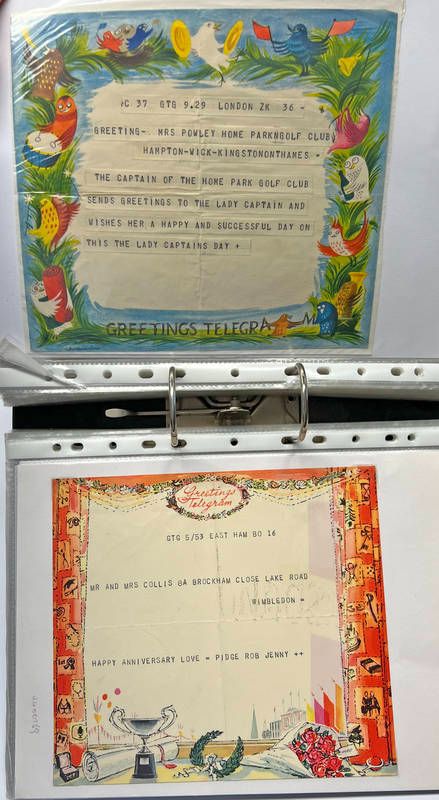 GTG 9.29 LONDON ZK 36 =
GREETING=. MRS POWLEY HOME PARKNGOLF CLUB
HAMPTON-WICK-KINGSTONONTHAMES =
THE CAPTAIN OF THE HOME PARK GOLF CLUB
SENDS GREETINGS TO THE LADY CAPTAIN AND
WISHES HER A HAPPY AND SUCCESSFUL DAY ON
THIS THE LADY CAPTAINS DAY +
GREETINGS TELEGRAM
Greetings
Telegram
GTG 5/53 EAST HAM BO 16
MR AND MRS COLLIS 6A BROCKHAM CLOSE LAKE ROAD
WIMBLEDON =
HAPPY ANNIVERSARY LOVE = PIDGE ROB JENNY ++